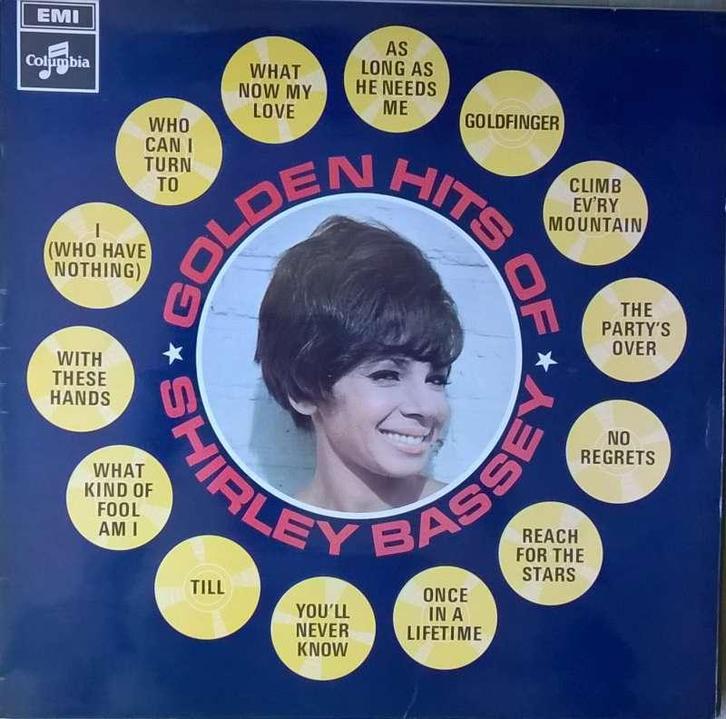 EMI
Columbia
GOLDEN HITS OF
SHIRLEY BASSEY
AS
LONG AS
HE NEEDS
ME
GOLDFINGER
CLIMB
EV'RY
MOUNTAIN
THE
PARTY'S
OVER
NO
REGRETS
REACH
FOR THE
STARS
ONCE
IN A
LIFETIME
YOU'LL
NEVER
KNOW
TILL
WHAT
KIND OF
FOOL
AM I
WITH
THESE
HANDS
I
(WHO HAVE
NOTHING)
WHO
CAN I
TURN
TO
WHAT
NOW MY
LOVE